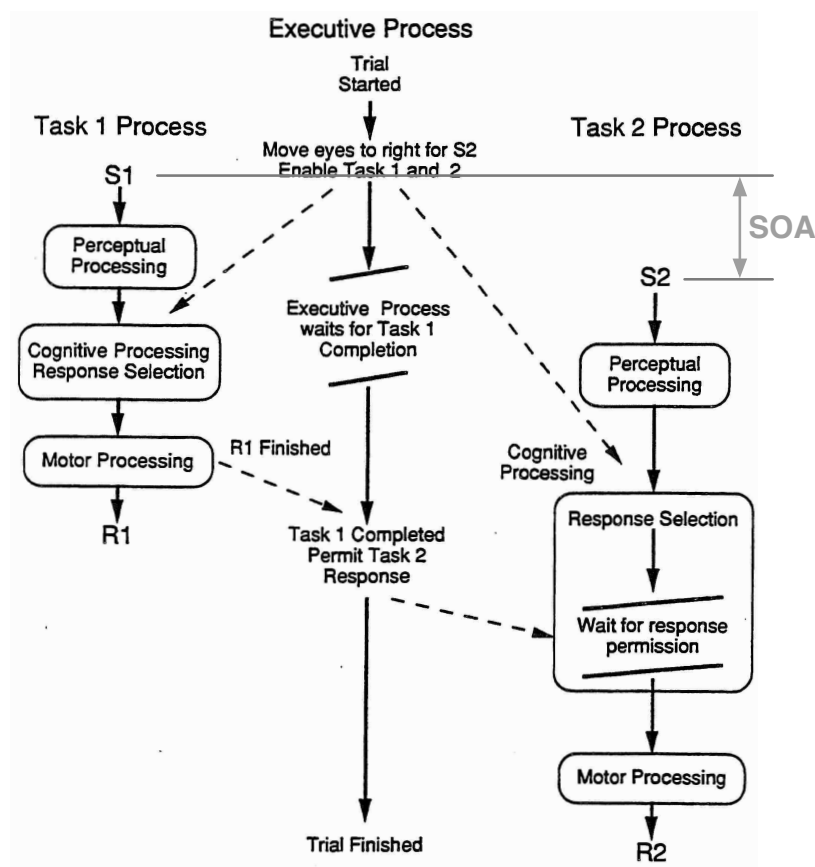 Executive Process
Trial
Started
Task 1 Process
Task 2 Process
Move eyes to right for S2
Enable Task 1 and 2
S1
SOA
Perceptual
Processing
S2
Executive Process
waits for Task 1
Completion
Cognitive Processing
Response Selection
Perceptual
Processing
R1 Finished
Motor Processing
Cognitive
Processing
R1
Task 1 Completed
Permit Task 2
Response
Response Selection
Wait for response
permission
Motor Processing
Trial Finished
R2